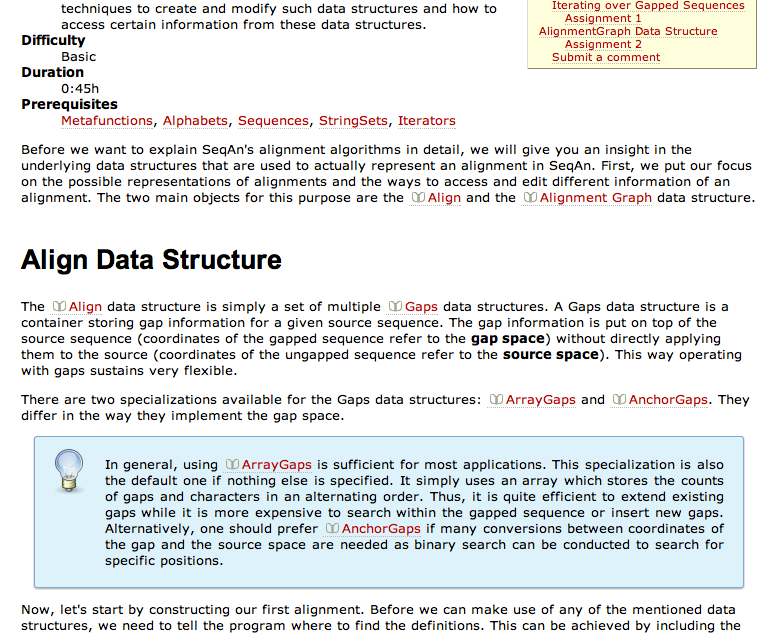 techniques to create and modify such data structures and how to
access certain information from these data structures.
Difficulty
Basic
Duration
0:45h
Prerequisites
Metafunctions, Alphabets, Sequences, StringSets, Iterators
Iterating over Gapped Sequences
Assignment 1
AlignmentGraph Data Structure
Assignment 2
Submit a comment
Before we want to explain SeqAn's alignment algorithms in detail, we will give you an insight in the
underlying data structures that are used to actually represent an alignment in SeqAn. First, we put our focus
on the possible representations of alignments and the ways to access and edit different information of an
alignment. The two main objects for this purpose are the Align and the Alignment Graph data structure.
Align Data Structure
The Align data structure is simply a set of multiple Gaps data structures. A Gaps data structure is a
container storing gap information for a given source sequence. The gap information is put on top of the
source sequence (coordinates of the gapped sequence refer to the gap space) without directly applying
them to the source (coordinates of the ungapped sequence refer to the source space). This way operating
with gaps sustains very flexible.
There are two specializations available for the Gaps data structures: ArrayGaps and AnchorGaps. They
differ in the way they implement the gap space.
In general, using ArrayGaps is sufficient for most applications. This specialization is also
the default one if nothing else is specified. It simply uses an array which stores the counts
of gaps and characters in an alternating order. Thus, it is quite efficient to extend existing
gaps while it is more expensive to search within the gapped sequence or insert new gaps.
Alternatively, one should prefer AnchorGaps if many conversions between coordinates of
the gap and the source space are needed as binary search can be conducted to search for
specific positions.
Now, let's start by constructing our first alignment. Before we can make use of any of the mentioned data
structures, we need to tell the program where to find the definitions. This can be achieved by including the